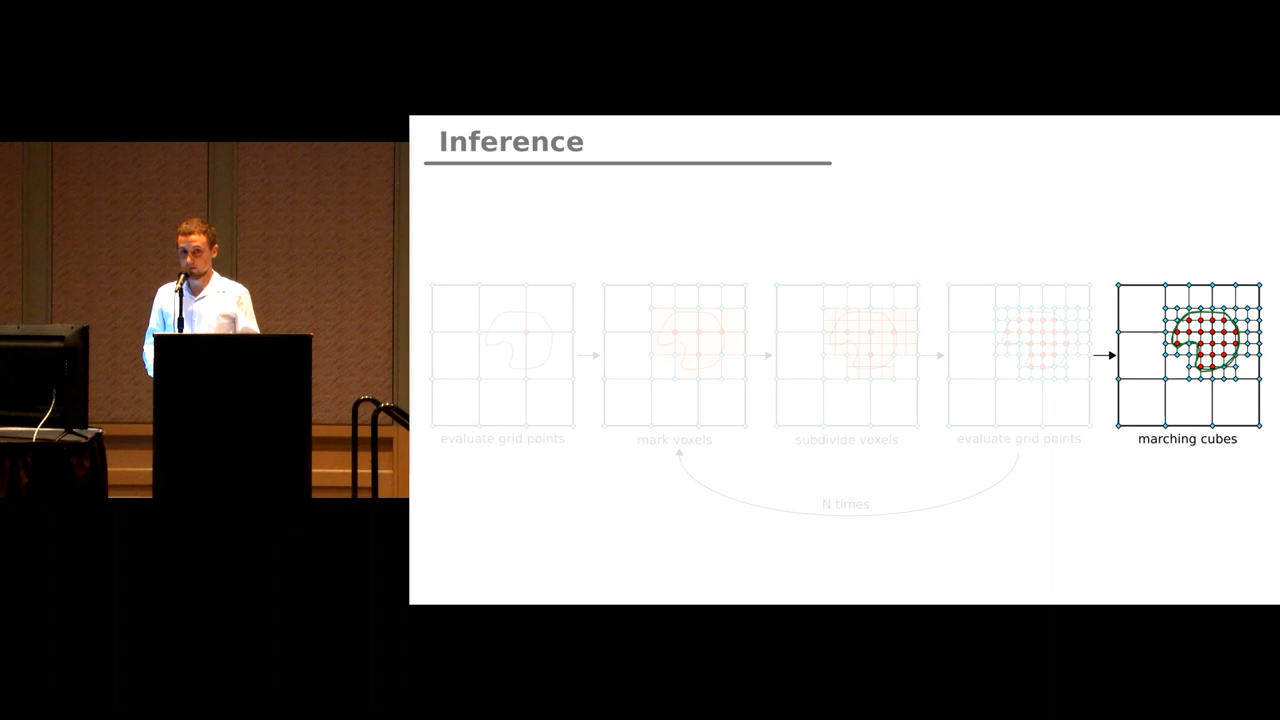 Inference
evaluate grid points
mark voxels
subdivide voxels
evaluate grid points
marching cubes
N times